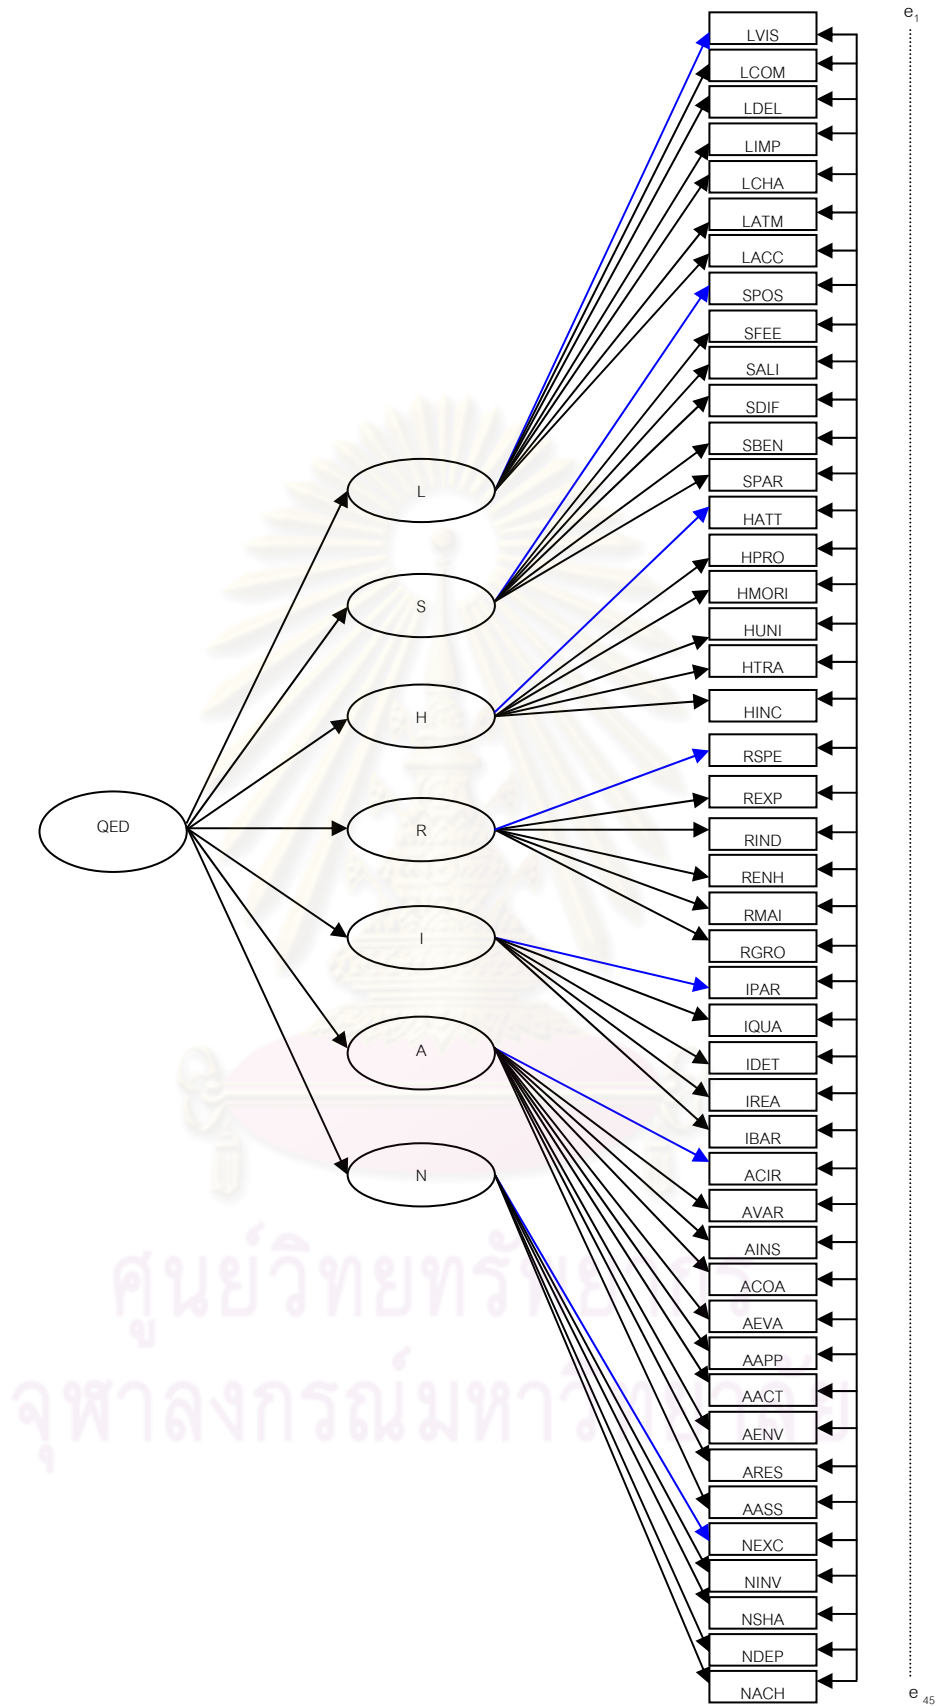 e1
LVIS
LCOM
LDEL
LIMP
LCHA
LATM
LACC
SPOS
SFEE
SALI
SDIF
SBEN
SPAR
HATT
HPRO
HMORI
HUNI
HTRA
HINC
RSPE
REXP
RIND
RENH
RMAI
RGRO
IPAR
IQUA
IDET
IREA
IBAR
ACIR
AVAR
AINS
ACOA
AEVA
AAPP
AACT
AENV
ARES
AASS
NEXC
NINV
NSHA
NDEP
NACH
e45
L
S
H
R
I
A
N
QED
ศูนย์วิทยทรัพยากร
จุฬาลงกรณ์มหาวิทยาลัย